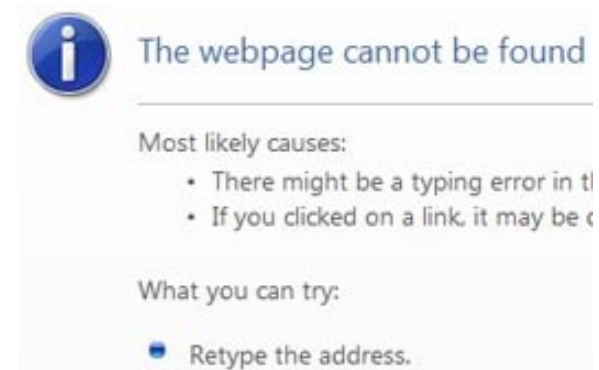 The webpage cannot be found
Most likely causes:
• There might be a typing error in
• If you clicked on a link, it may be
What you can try:
Retype the address.